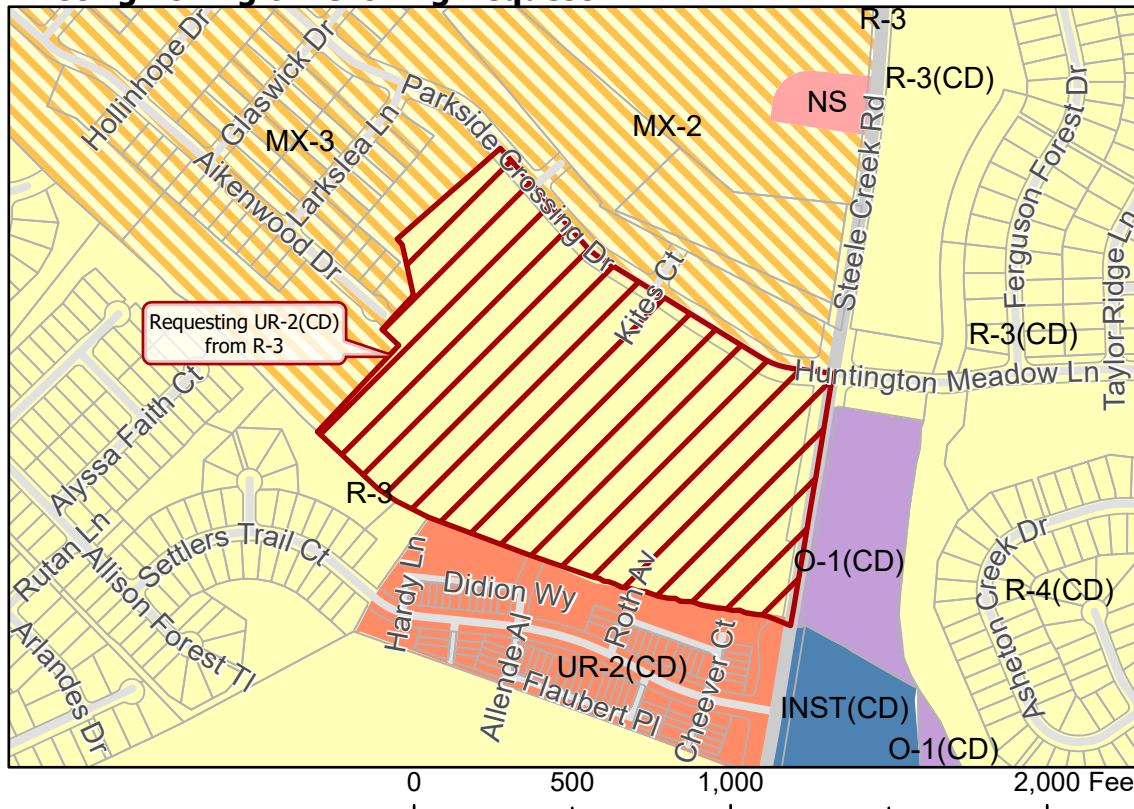 R-3
R-3(CD)
NS
MX-2
MX-3
Hollinhope Dr
Glaswick Dr
Larkslea Ln
Aikenwood Dr
Parkside Crossing Dr
Kites Ct
Steele Creek Rd
Ferguson Forest Dr
Taylor Ridge Ln
R-3(CD)
Huntington Meadow Ln
Requesting UR-2(CD)
from R-3
Alyssa Faith Ct
R-3
Rutan Ln
Allison Forest Tl
Settlers Trail Ct
Arlandes Dr
Hardy Ln
Didion Wy
Allende Al
Roth Av
UR-2(CD)
Flaubert Pl
Cheever Ct
O-1(CD)
R-4(CD)
Asheton Creek Dr
INST(CD)
O-1(CD)
0 500 1,000 2,000 Fee